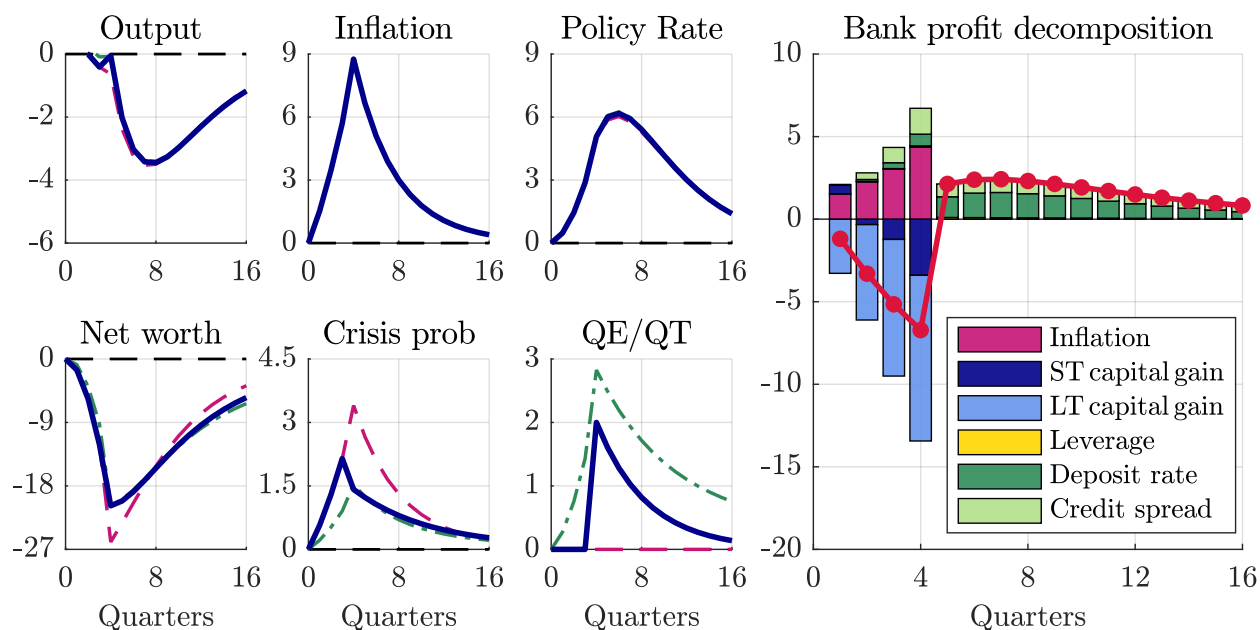 Output
0
-2
-4
-6
0 8 16
Inflation
9
6
3
0
0 8 16
Policy Rate
9
6
3
0
0 8 16
Net worth
0
-9
-18
-27
0 8 16
Quarters
Crisis prob
4.5
3
1.5
0
0 8 16
Quarters
QE/QT
3
2
1
0
0 8 16
Quarters
Bank profit decomposition
10
5
0
-5
-10
-15
-20
0 4 8 12 16
Quarters
Inflation
ST capital gain
LT capital gain
Leverage
Deposit rate
Credit spread